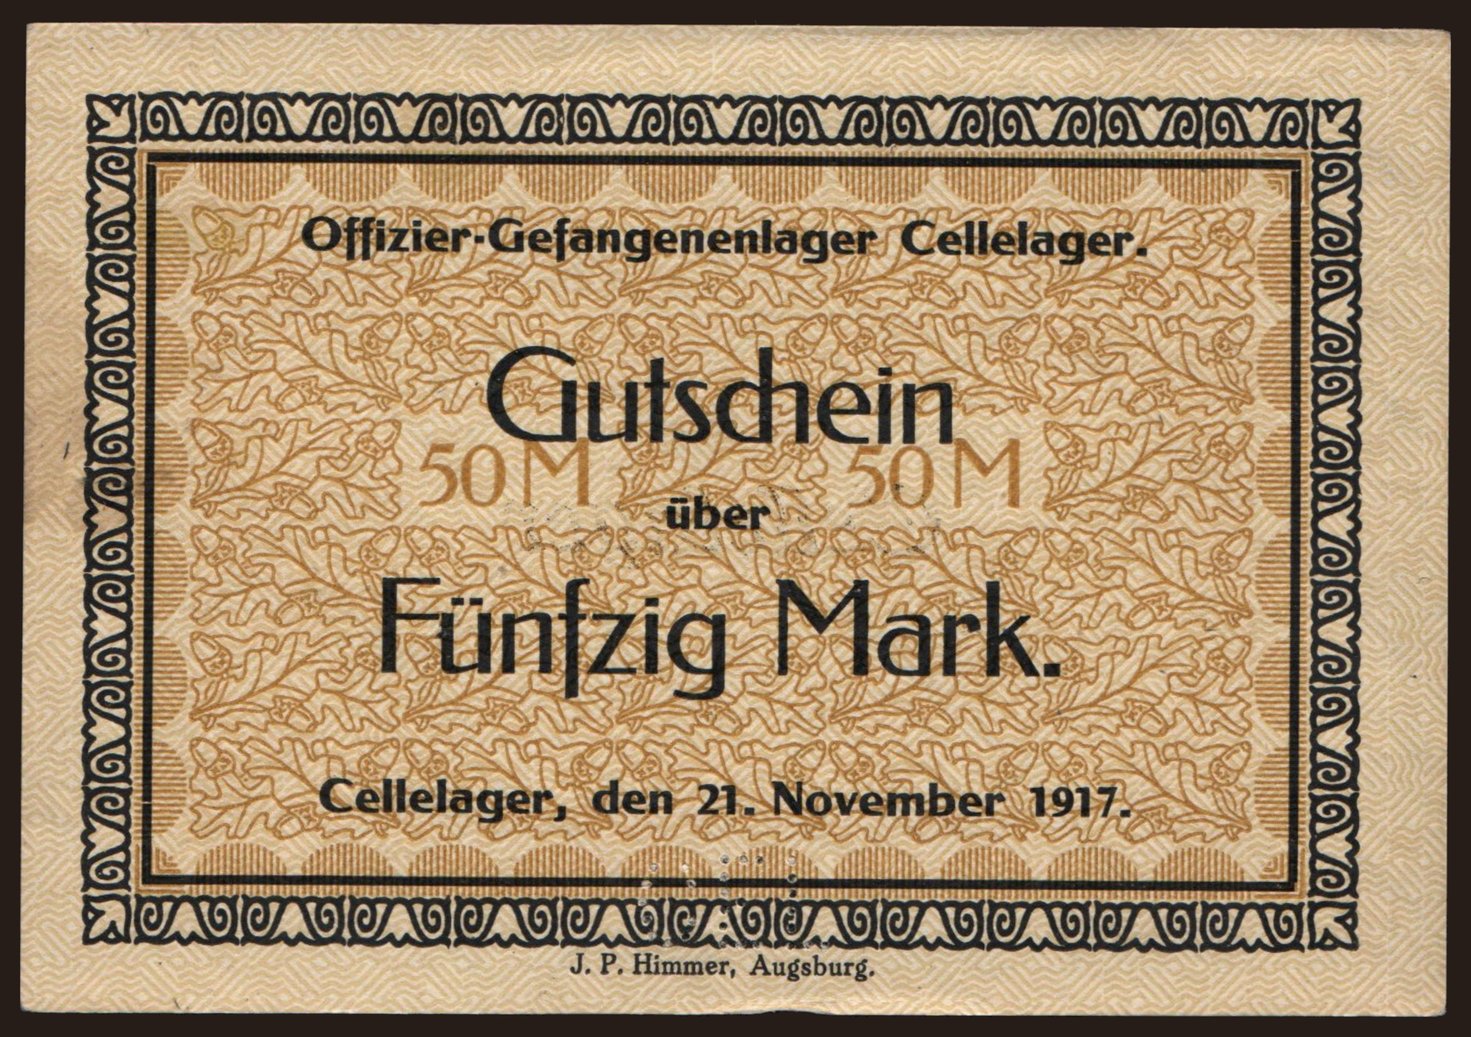 Offizier-Gefangenenlager Cellelager.
Gutschein
50 M 50 M
über
Fünfzig Mark.
Cellelager, den 21. November 1917.
J. P. Himmer, Augsburg.